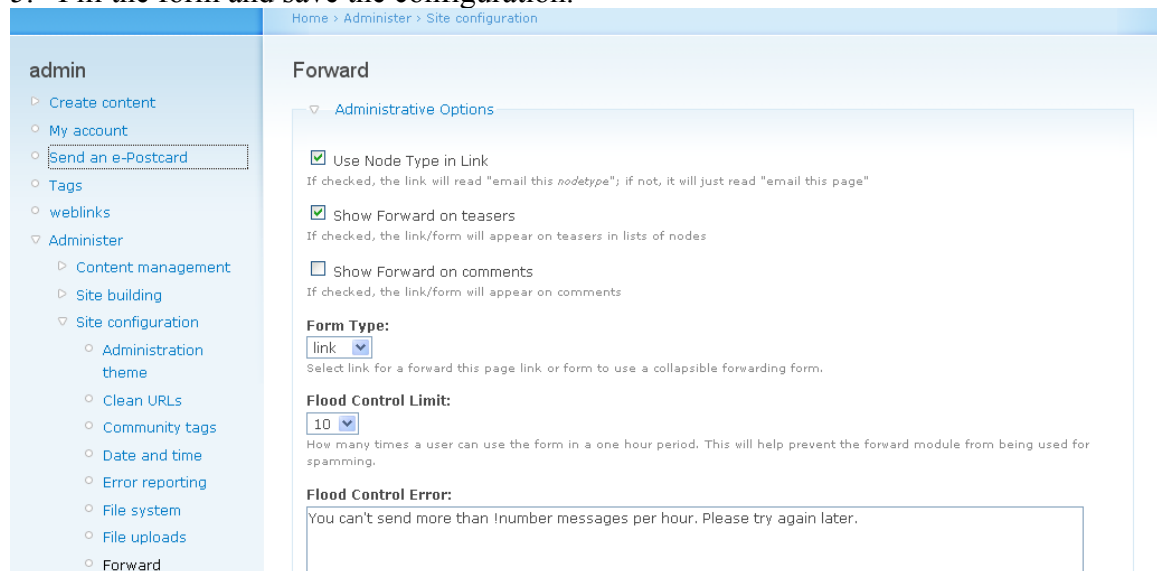 Fill the form and save the configuration.
Home › Administer › Site configuration
admin
Create content
My account
Send an e-Postcard
Tags
weblinks
Administer
Content management
Site building
Site configuration
Administration
theme
Clean URLs
Community tags
Date and time
Error reporting
File system
File uploads
Forward
Forward
Administrative Options
Use Node Type in Link
If checked, the link will read "email this nodetype"; if not, it will just read "email this page"
Show Forward on teasers
If checked, the link/form will appear on teasers in lists of nodes
Show Forward on comments
If checked, the link/form will appear on comments
Form Type:
link
Select link for a forward this page link or form to use a collapsible forwarding form.
Flood Control Limit:
10
How many times a user can use the form in a one hour period. This will help prevent the forward module from being used for
spamming.
Flood Control Error:
You can't send more than !number messages per hour. Please try again later.